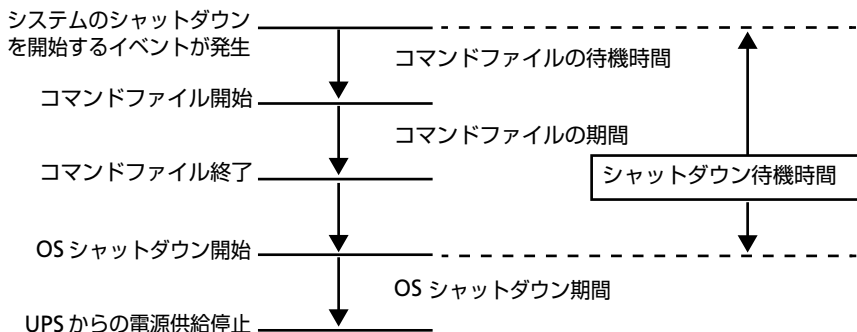 システムのシャットダウン
を開始するイベントが発生
コマンドファイルの待機時間
コマンドファイル開始
コマンドファイルの期間
コマンドファイル終了
シャットダウン待機時間
OS シャットダウン開始
OS シャットダウン期間
UPS からの電源供給停止